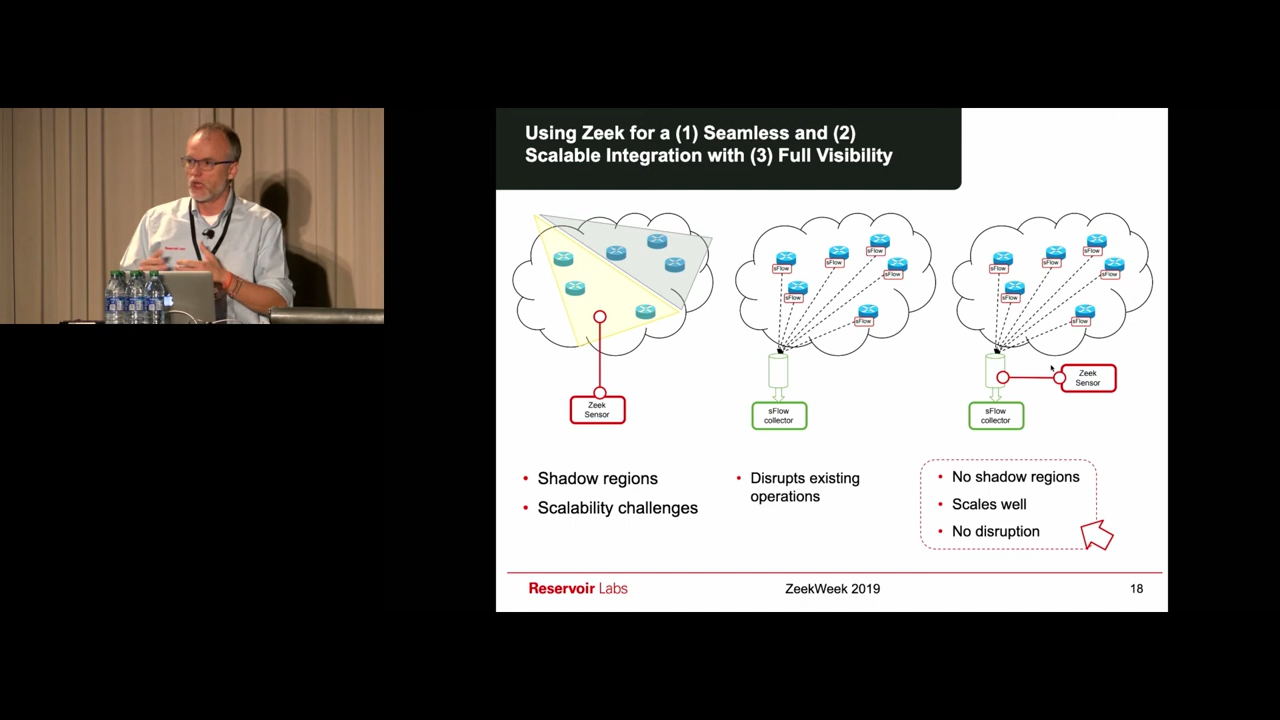 Using Zeek for a (1) Seamless and (2)
Scalable Integration with (3) Full Visibility
Zeek
Sensor
• Shadow regions
• Scalability challenges
sFlow
sFlow
sFlow
sFlow
sFlow
sFlow
sFlow
collector
• Disrupts existing
operations
sFlow
sFlow
sFlow
sFlow
sFlow
sFlow
Zeek
Sensor
sFlow
collector
• No shadow regions
• Scales well
• No disruption
Reservoir Labs
ZeekWeek 2019
18
Reservoir Labs